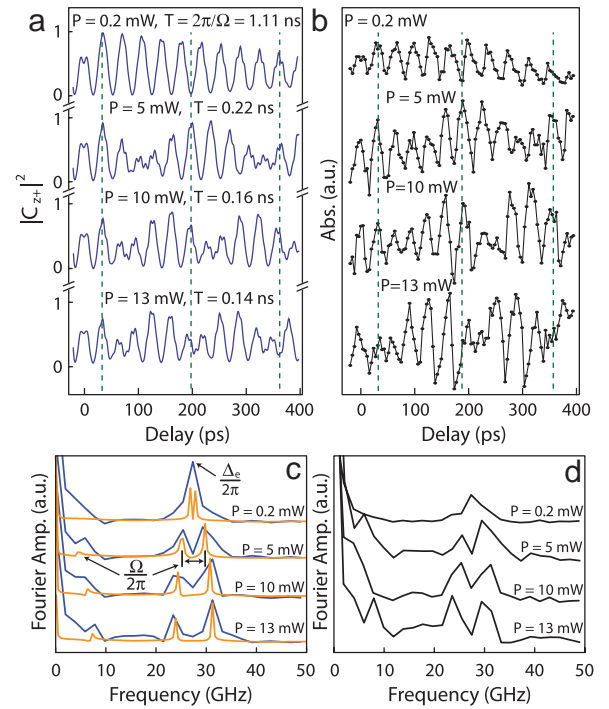 a
P = 0.2 mW, T = 2π/Ω = 1.11 ns
1
0
P = 5 mW, T = 0.22 ns
1
0
P = 10 mW, T = 0.16 ns
1
0
P = 13 mW, T = 0.14 ns
1
0
|C_{z+}|^2
0 100 200 300 400
Delay (ps)
b
P = 0.2 mW
P = 5 mW
P=10 mW
P=13 mW
Abs. (a.u.)
0 100 200 300 400
Delay (ps)
c
Δ_e
2π
P = 0.2 mW
P = 5 mW
Ω
2π
P = 10 mW
P = 13 mW
Fourier Amp. (a.u.)
0 10 20 30 40 50
Frequency (GHz)
d
P = 0.2 mW
P = 5 mW
P = 10 mW
P = 13 mW
Fourier Amp. (a.u.)
0 10 20 30 40 50
Frequency (GHz)